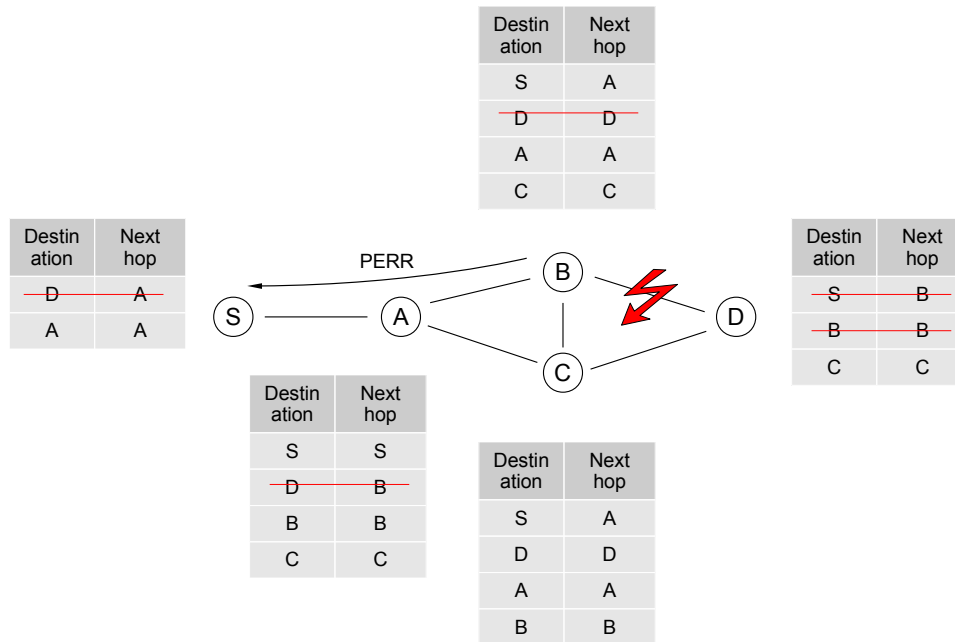 Destin Next
ation hop
S A
D D
A A
C C
Destin Next
ation hop
D A
A A
PERR
S
A
B
C
D
Destin Next
ation hop
S B
B B
C C
Destin Next
ation hop
S S
D B
B B
C C
Destin Next
ation hop
S A
D D
A A
B B